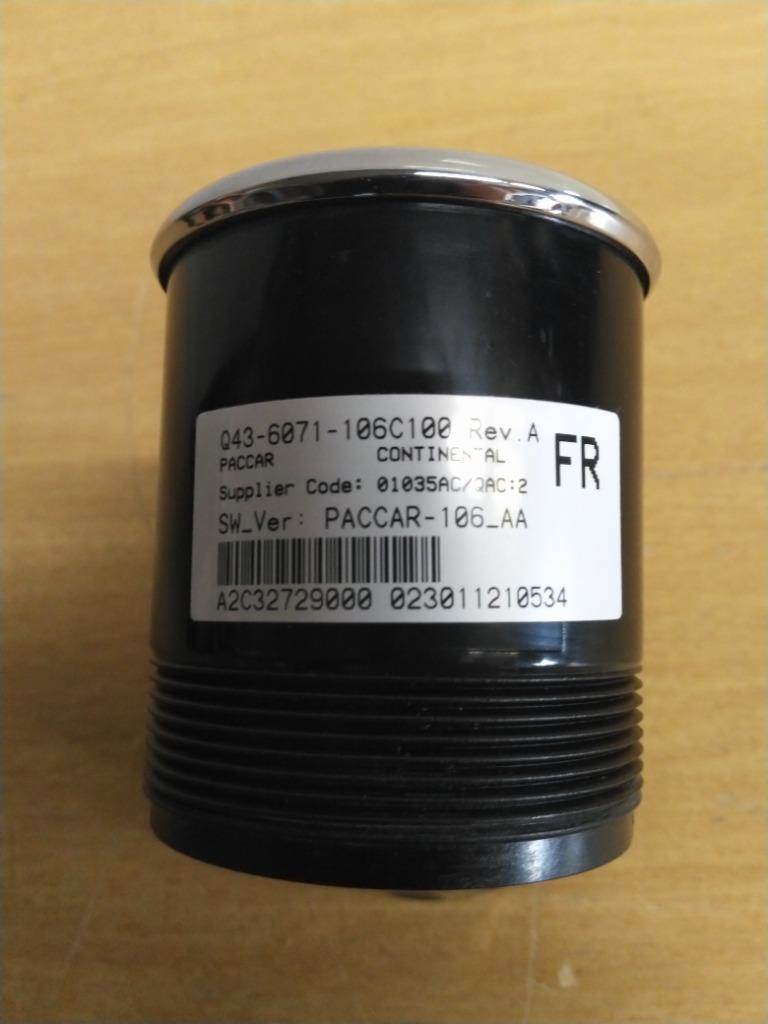 Q43-6071-106C100 Rev.A
PACCAR CONTINENTAL
FR
Supplier Code: 01035AC/QAC:2
SW_Ver: PACCAR-106_AA
A2C32729000 023011210534